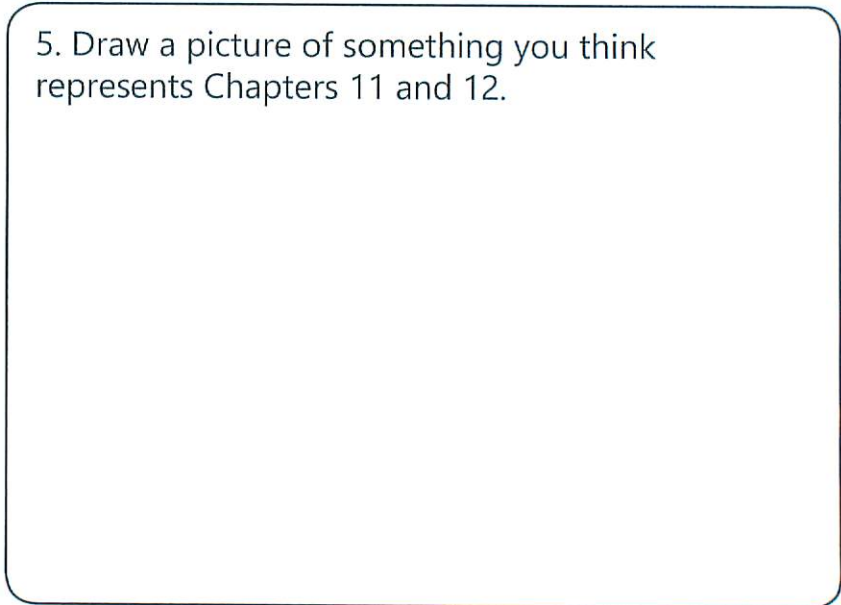 5. Draw a picture of something you think
represents Chapters 11 and 12.